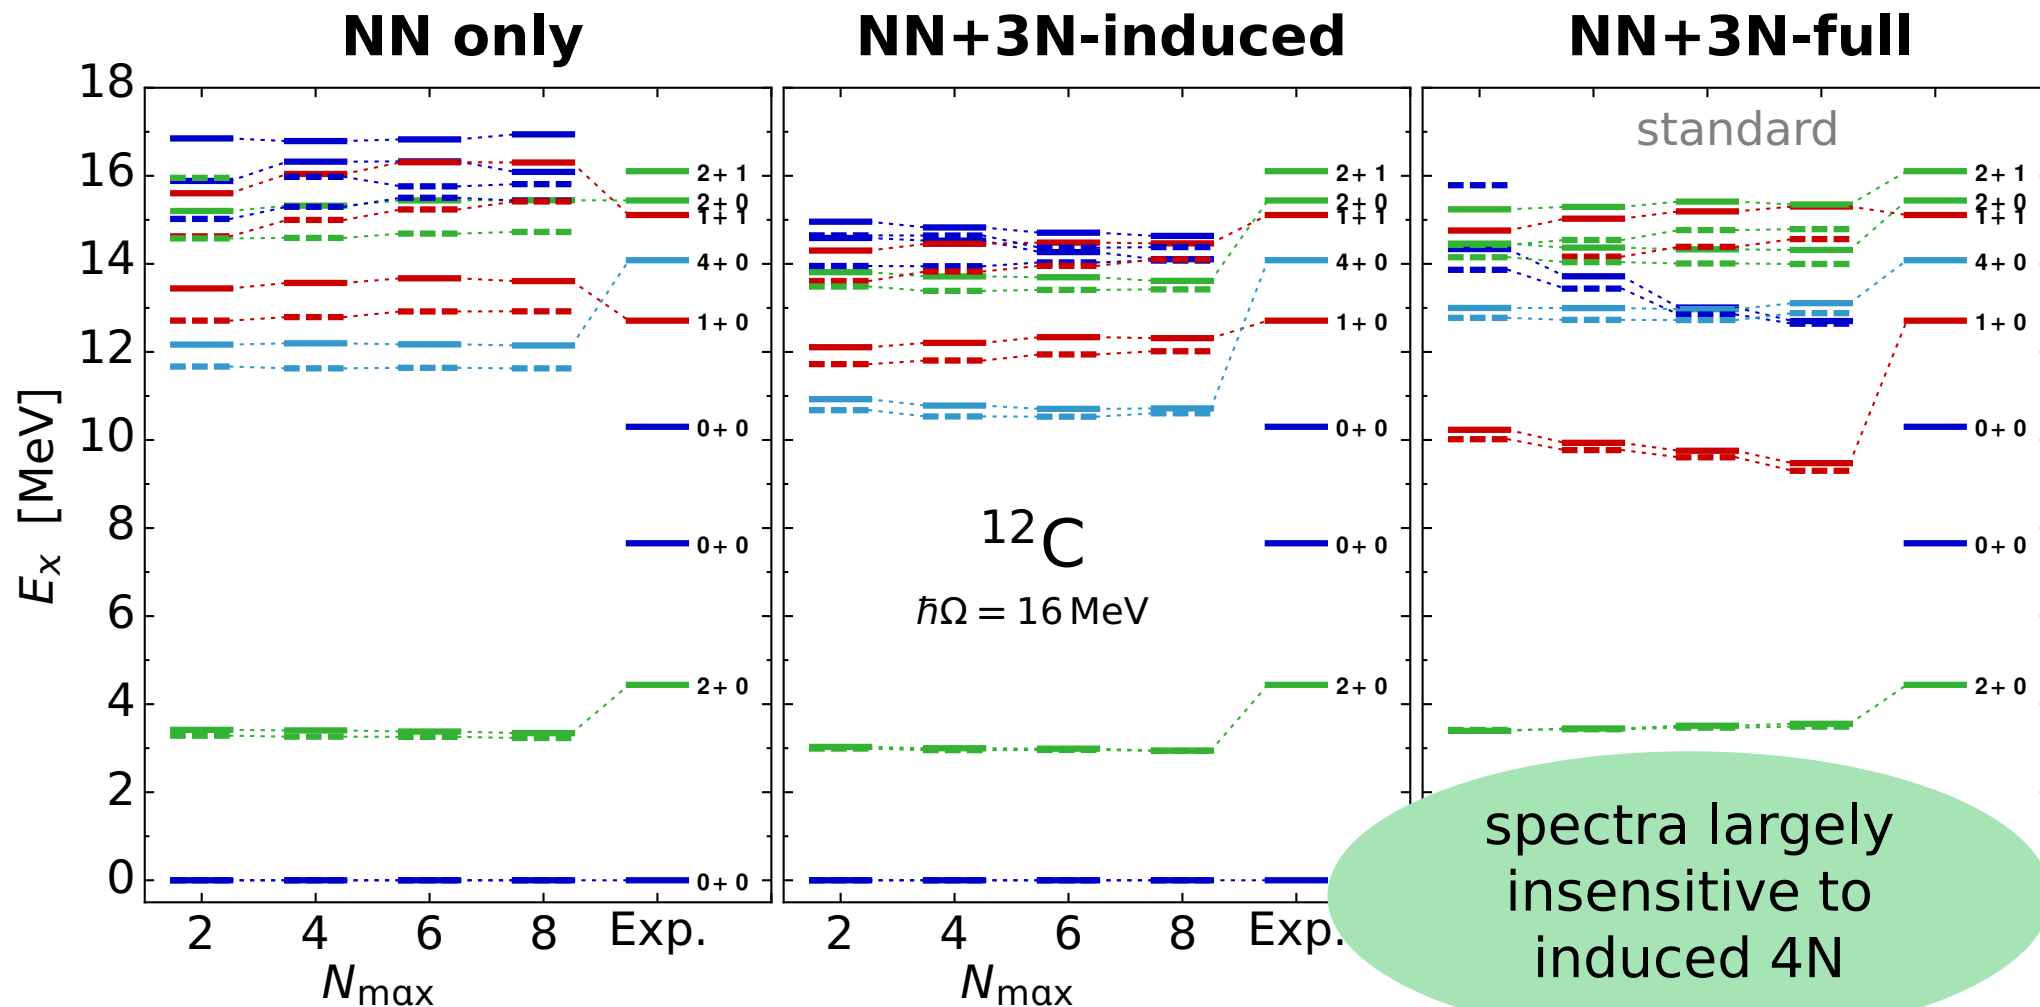 NN only
NN+3N-induced
NN+3N-full
18
16
14
12
10
8
6
4
2
0
E_x [MeV]
2+ 1
2+ 0
1+ 1
4+ 0
1+ 0
0+ 0
0+ 0
2+ 0
0+ 0
2 4 6 8 Exp.
N_max
2+ 1
2+ 0
1+ 1
4+ 0
1+ 0
0+ 0
0+ 0
2+ 0
¹²C
ħΩ = 16 MeV
2 4 6 8 Exp.
N_max
standard
2+ 1
2+ 0
1+ 1
4+ 0
1+ 0
0+ 0
0+ 0
2+ 0
spectra largely
insensitive to
induced 4N